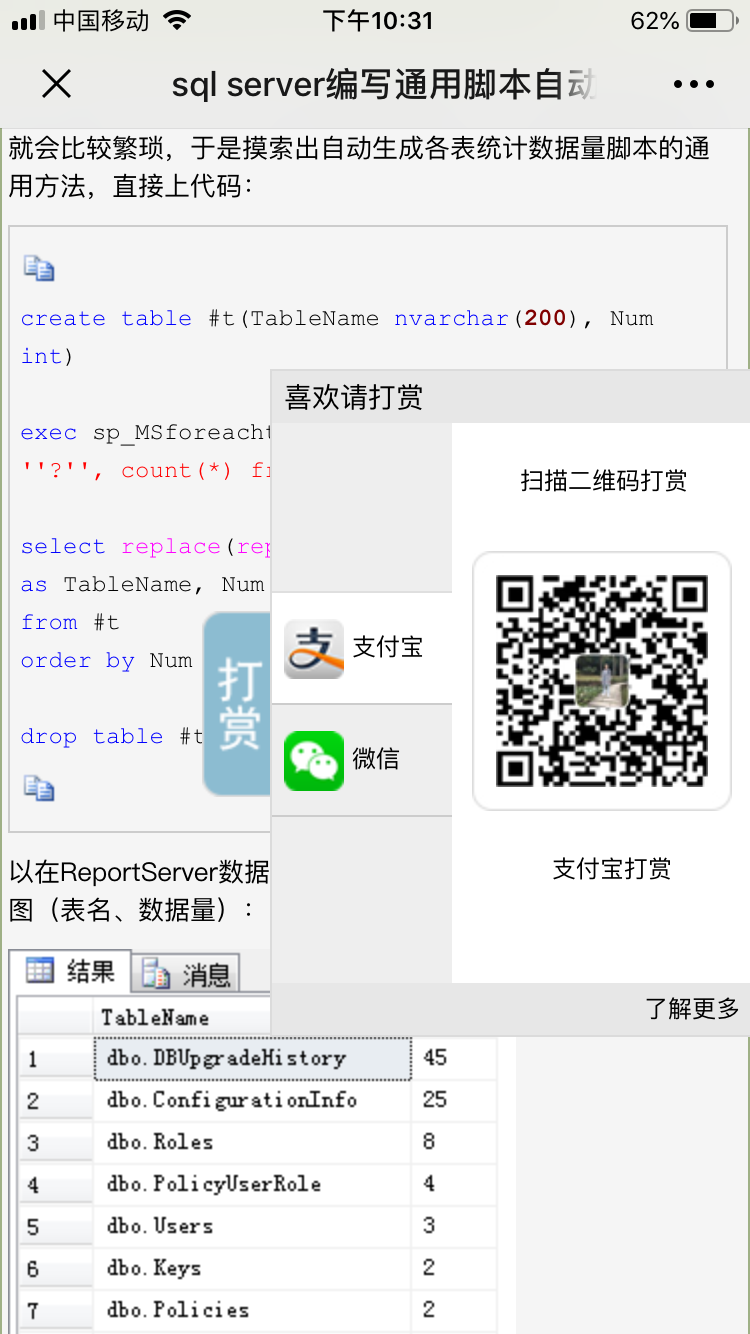 中国移动
下午10:31
62%
sql server编写通用脚本自动
就会比较繁琐，于是摸索出自动生成各表统计数据量脚本的通
用方法，直接上代码：
create table #t(TableName nvarchar(200), Num
int)
exec sp_MSforeacht
''?'', count(*) fr
select replace(rep
as TableName, Num
from #t
order by Num
drop table #t
打赏
喜欢请打赏
扫描二维码打赏
支付宝
微信
支付宝打赏
了解更多
以在ReportServer数据
图（表名、数据量）：
结果
消息
TableName
1 dbo.DBUpgradeHistory 45
2 dbo.ConfigurationInfo 25
3 dbo.Roles 8
4 dbo.PolicyUserRole 4
5 dbo.Users 3
6 dbo.Keys 2
7 dbo.Policies 2